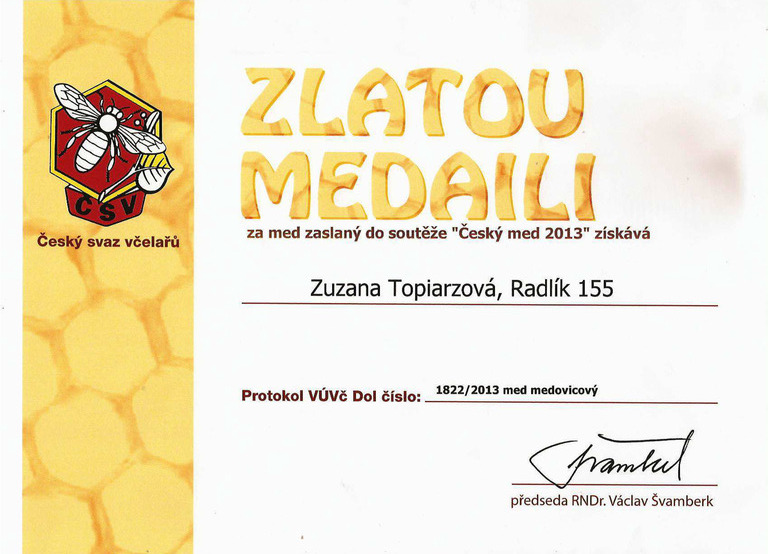 ČSV
Český svaz včelařů
ZLATOU
MEDAILI
za med zaslaný do soutěže "Český med 2013" získává
Zuzana Topiarzová, Radlík 155
Protokol VÚVč Dol číslo: 1822/2013 med medovicový
Švamberk
předseda RNDr. Václav Švamberk